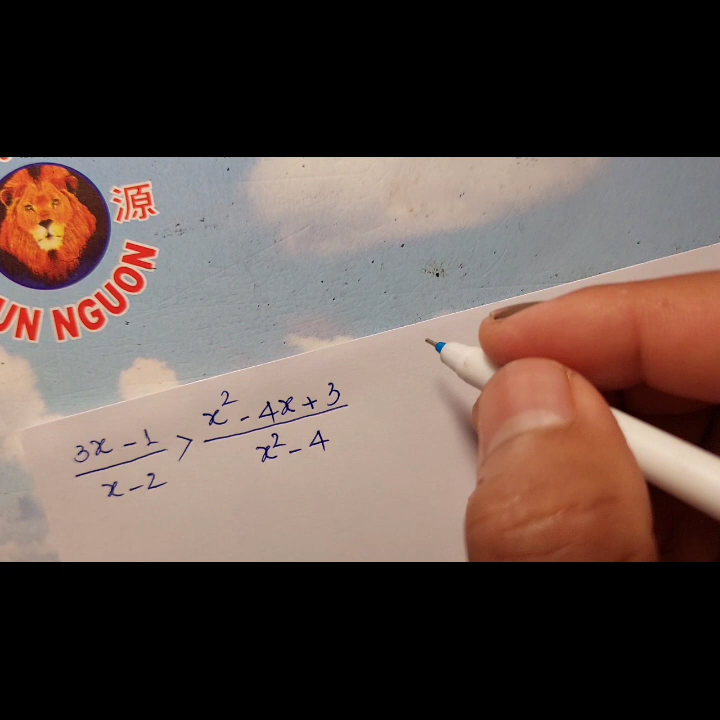 源
UN NGUON
3x - 1 / x - 2 > x² - 4x + 3 / x² - 4